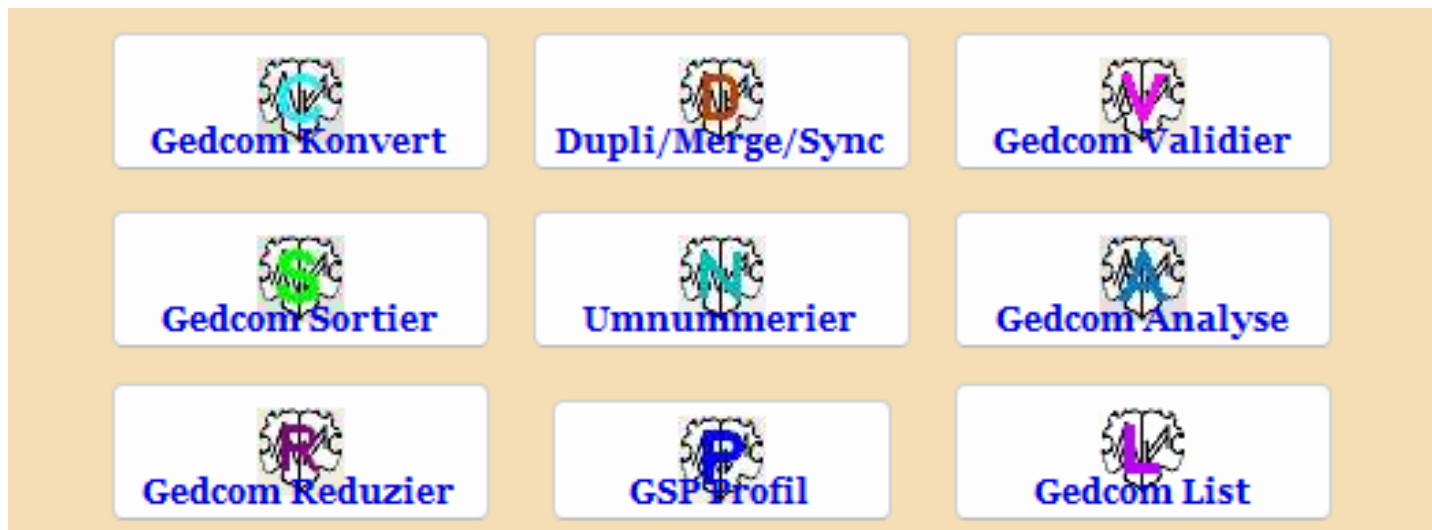 C D V
Gedcom Konvert Dupli/Merge/Sync Gedcom Validier
S N A
Gedcom Sortier Umnummerier Gedcom Analyse
R P L
Gedcom Reduzier GSP Profil Gedcom List